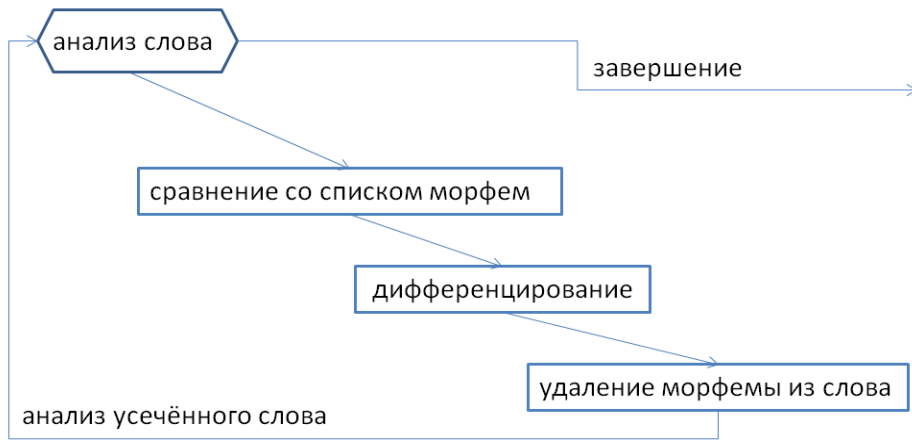 анализ слова
завершение
сравнение со списком морфем
дифференцирование
удаление морфемы из слова
анализ усечённого слова